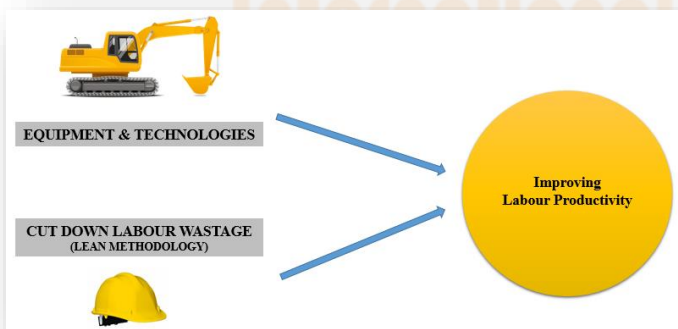 EQUIPMENT & TECHNOLOGIES
CUT DOWN LABOUR WASTAGE
(LEAN METHODOLOGY)
Improving
Labour Productivity